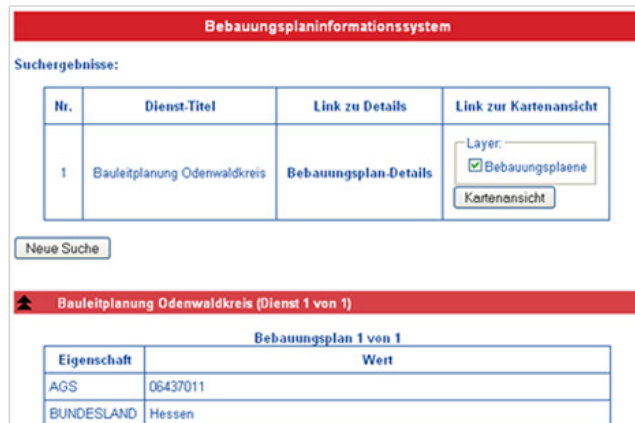 Bebauungsplaninformationssystem
Suchergebnisse:
Nr. Dienst-Titel Link zu Details Link zur Kartenansicht
Layer:
1 Bauleitplanung Odenwaldkreis Bebauungsplan-Details Bebauungsplaene
Kartenansicht
Neue Suche
Bauleitplanung Odenwaldkreis (Dienst 1 von 1)
Bebauungsplan 1 von 1
Eigenschaft Wert
AGS 06437011
BUNDESLAND Hessen